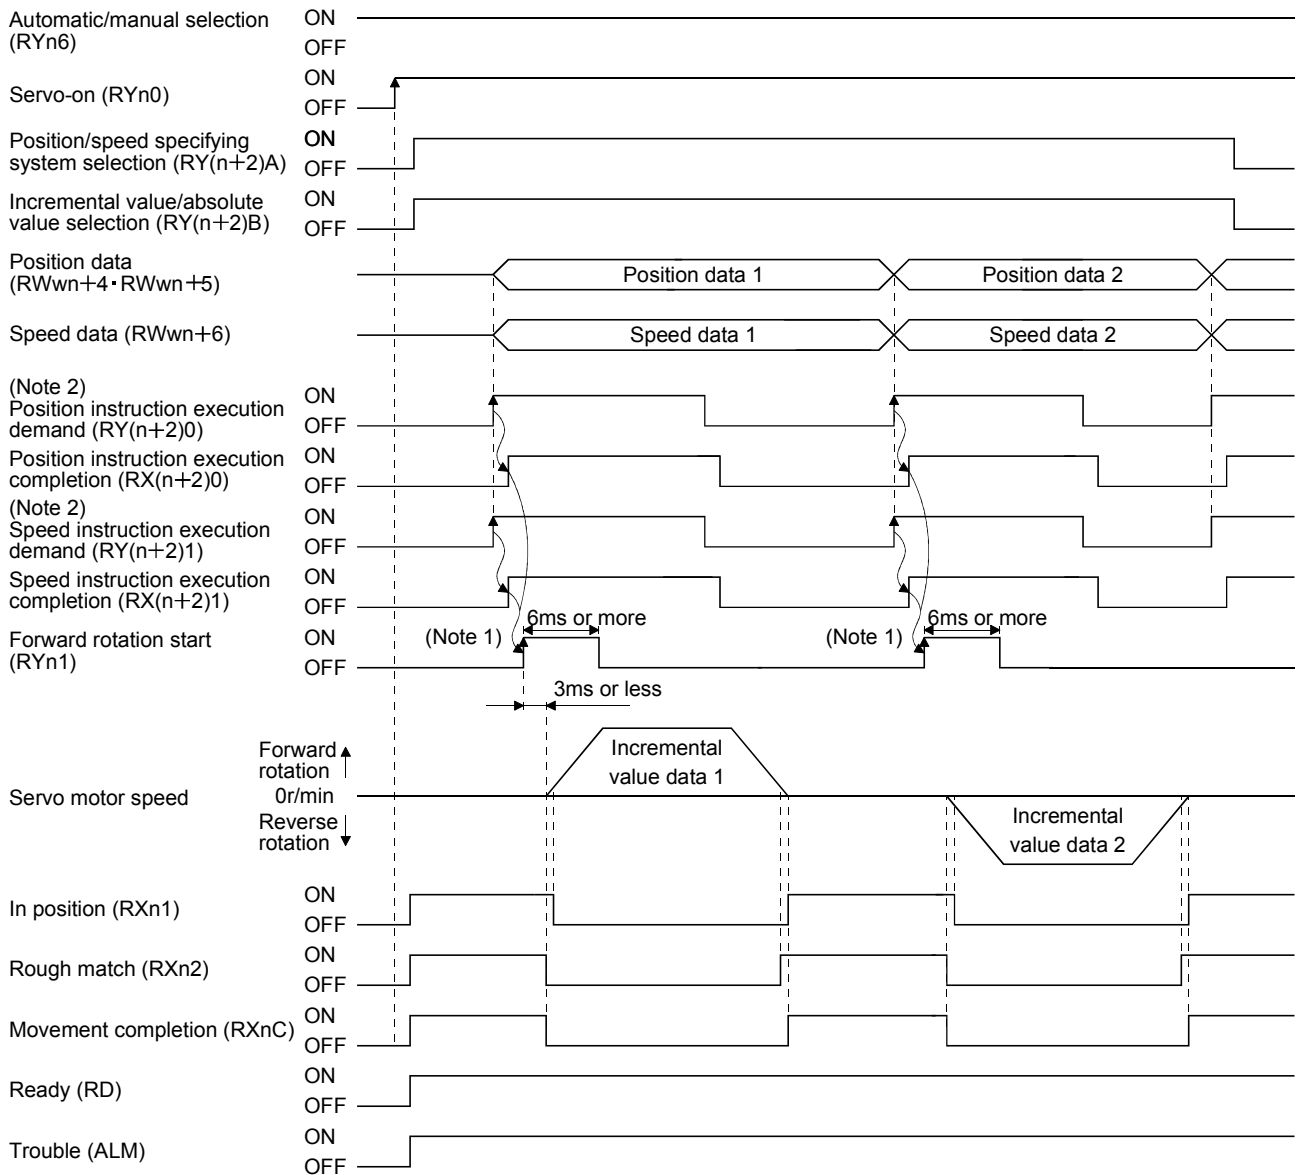 Automatic/manual selection
(RYn6)
ON
OFF
Servo-on (RYn0)
ON
OFF
Position/speed specifying
system selection (RY(n+2)A)
ON
OFF
Incremental value/absolute
value selection (RY(n+2)B)
ON
OFF
Position data
(RWwn+4・RWwn+5)
Position data 1
Position data 2
Speed data (RWwn+6)
Speed data 1
Speed data 2
(Note 2)
Position instruction execution
demand (RY(n+2)0)
ON
OFF
Position instruction execution
completion (RX(n+2)0)
ON
OFF
(Note 2)
Speed instruction execution
demand (RY(n+2)1)
ON
OFF
Speed instruction execution
completion (RX(n+2)1)
ON
OFF
Forward rotation start
(RYn1)
ON
OFF
(Note 1)
6ms or more
(Note 1)
6ms or more
3ms or less
Servo motor speed
Forward
rotation
0r/min
Reverse
rotation
Incremental
value data 1
Incremental
value data 2
In position (RXn1)
ON
OFF
Rough match (RXn2)
ON
OFF
Movement completion (RXnC)
ON
OFF
Ready (RD)
ON
OFF
Trouble (ALM)
ON
OFF